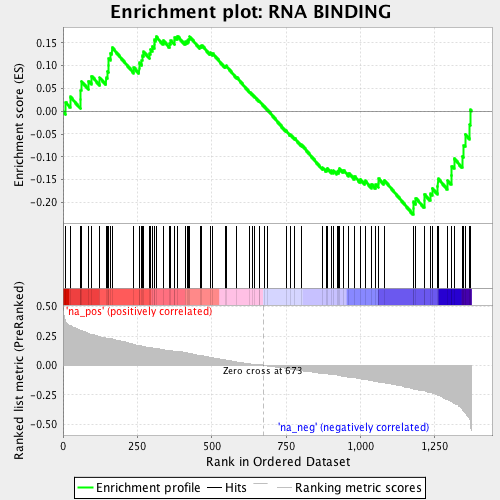 Enrichment plot: RNA BINDING
Enrichment score (ES)
0.15
0.10
0.05
0.00
-0.05
-0.10
-0.15
-0.20
'na_pos' (positively correlated)
Ranked list metric (PreRanked)
0.50
0.25
0.00
-0.25
-0.50
Zero cross at 673
'na_neg' (negatively correlated)
0
250
500
750
1,000
1,250
Rank in Ordered Dataset
Enrichment profile
Hits
Ranking metric scores